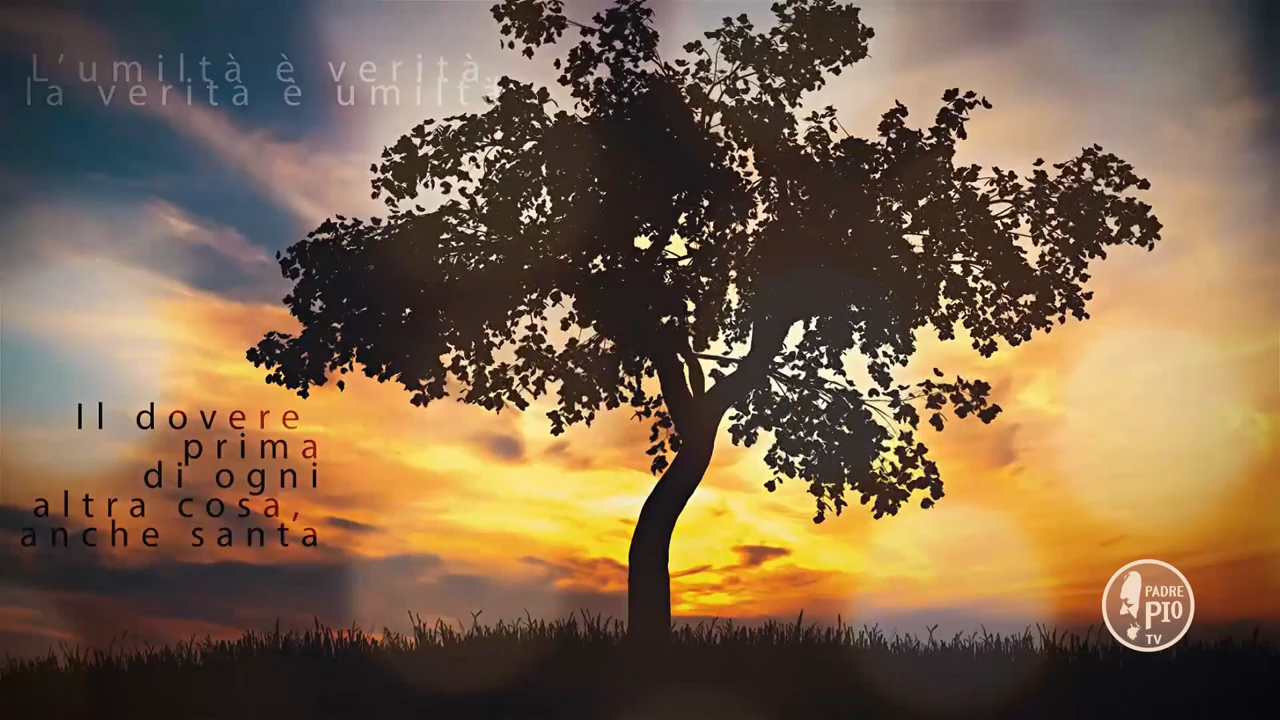 L'umiltà è verità,
la verità è umiltà
Il dovere
prima
di ogni
altra cosa,
anche santa
PADRE
PIO
TV